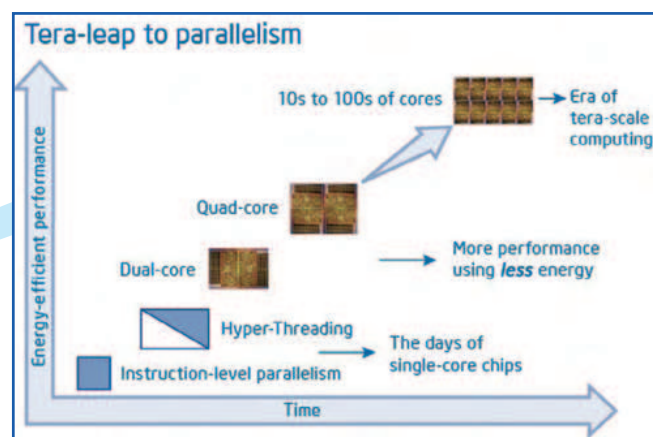 Tera-leap to parallelism
Energy-efficient performance
10s to 100s of cores
Era of
tera-scale
computing
Quad-core
Dual-core
More performance
using less energy
Hyper-Threading
Instruction-level parallelism
The days of
single-core chips
Time